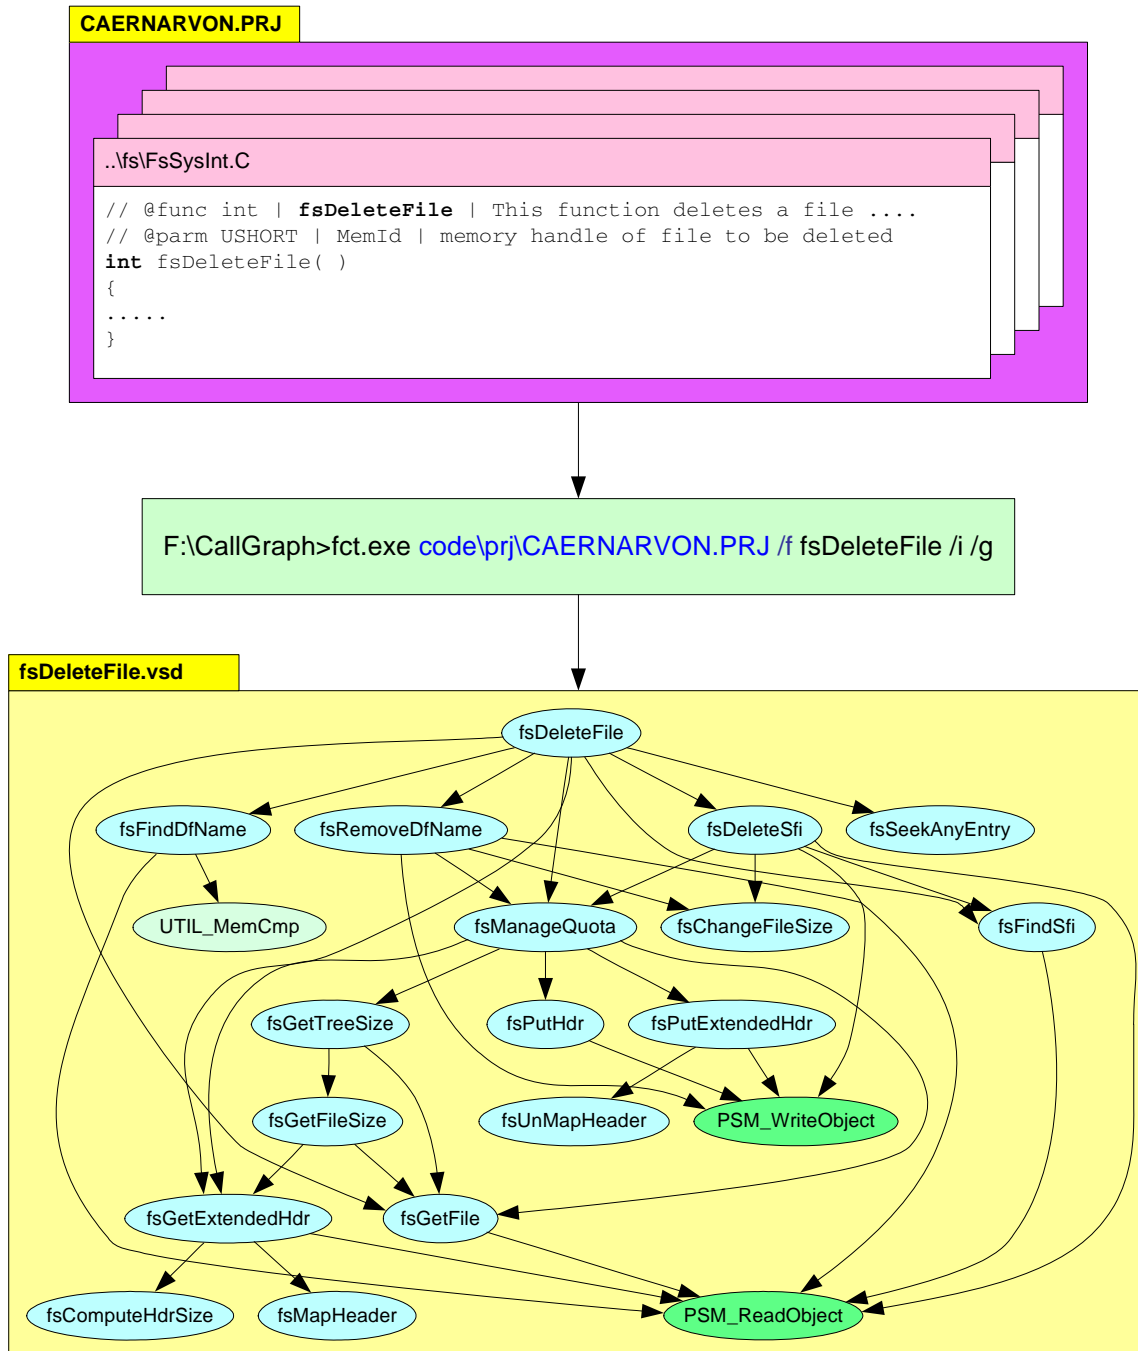 CAERNARVON.PRJ
..\fs\FsSysInt.C
// @func int | fsDeleteFile | This function deletes a file ....
// @parm USHORT | MemId | memory handle of file to be deleted
int fsDeleteFile( )
{
.....
}
F:\CallGraph>fct.exe code\prj\CAERNARVON.PRJ /f fsDeleteFile /i /g
fsDeleteFile.vsd
fsDeleteFile
fsFindDfName
fsRemoveDfName
fsDeleteSfi
fsSeekAnyEntry
UTIL_MemCmp
fsManageQuota
fsChangeFileSize
fsFindSfi
fsGetTreeSize
fsPutHdr
fsPutExtendedHdr
fsGetFileSize
fsUnMapHeader
PSM_WriteObject
fsGetExtendedHdr
fsGetFile
fsComputeHdrSize
fsMapHeader
PSM_ReadObject